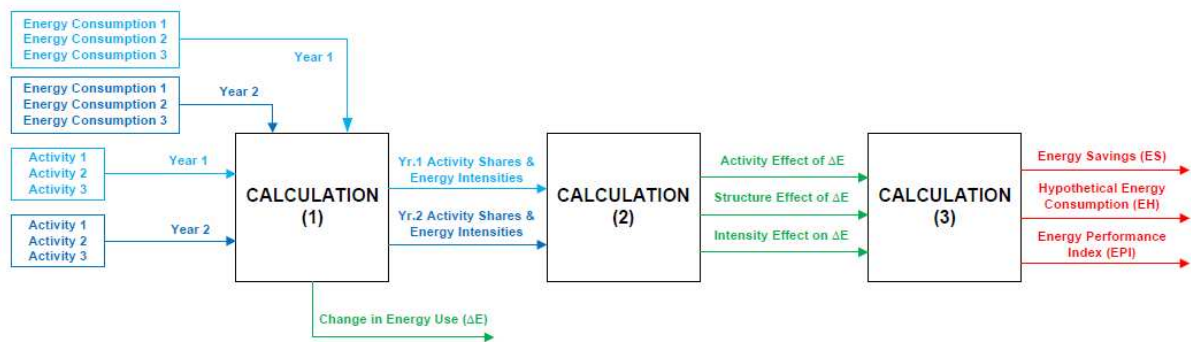 Energy Consumption 1
Energy Consumption 2
Energy Consumption 3
Year 1
Energy Consumption 1
Energy Consumption 2
Energy Consumption 3
Year 2
Activity 1
Activity 2
Activity 3
Year 1
Activity 1
Activity 2
Activity 3
Year 2
CALCULATION
(1)
Change in Energy Use (ΔE)
Yr.1 Activity Shares &
Energy Intensities
Yr.2 Activity Shares &
Energy Intensities
CALCULATION
(2)
Activity Effect of ΔE
Structure Effect of ΔE
Intensity Effect on ΔE
CALCULATION
(3)
Energy Savings (ES)
Hypothetical Energy
Consumption (EH)
Energy Performance
Index (EPI)